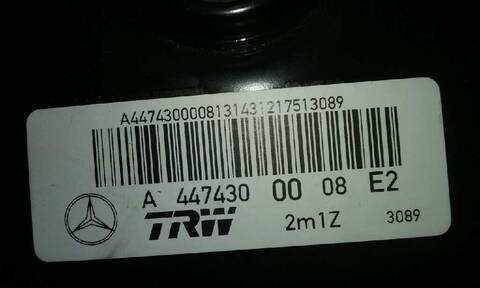 A4474300008131431217513089
A 447430 00 08 E2
TRW 2m1Z 3089